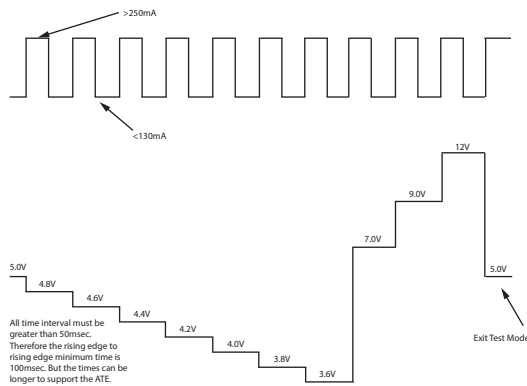 >250mA
<130mA
12V
9.0V
7.0V
5.0V
5.0V
4.8V
4.6V
4.4V
4.2V
4.0V
3.8V
3.6V
All time interval must be
greater than 50msec.
Therefore the rising edge to
rising edge minimum time is
100msec. But the times can be
longer to support the ATE.
Exit Test Mode